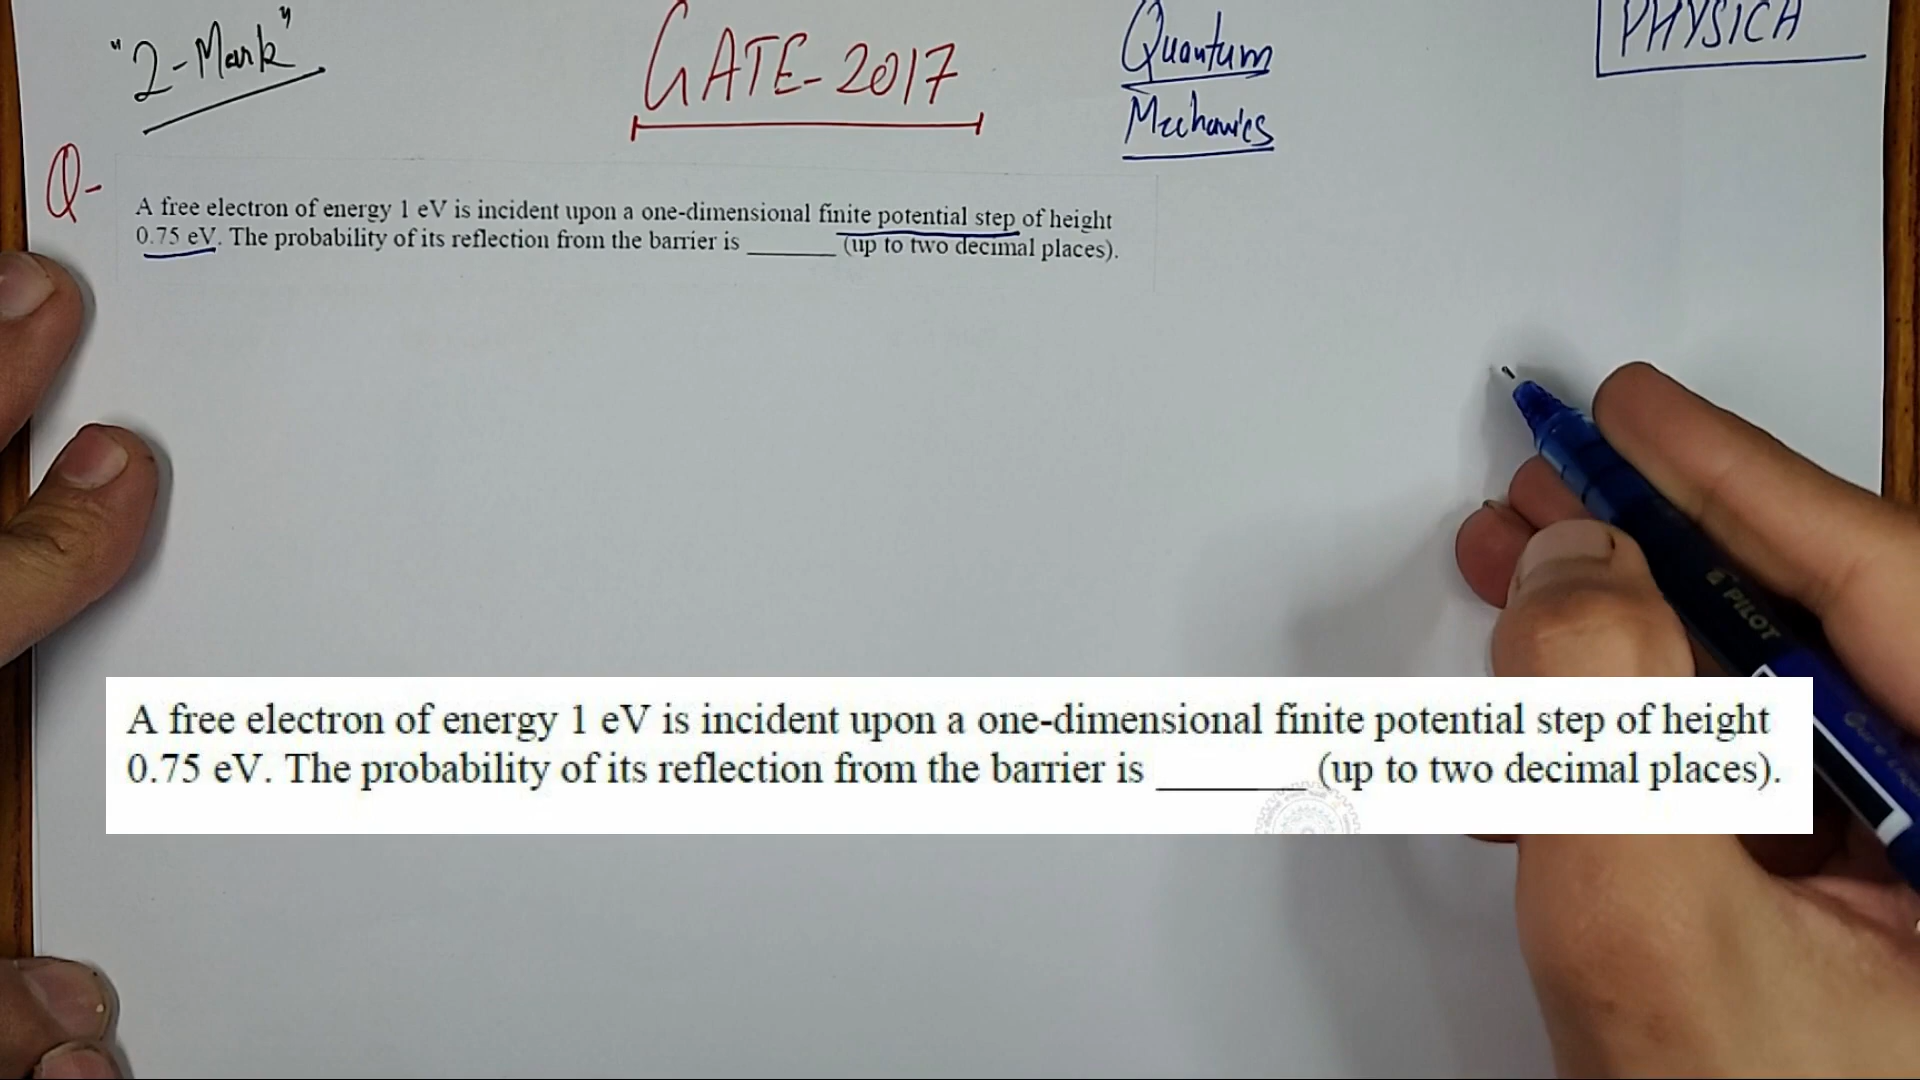 "2-Mark"
GATE-2017
Quantum
Mechanics
PHYSICA
Q-
A free electron of energy 1 eV is incident upon a one-dimensional finite potential step of height
0.75 eV. The probability of its reflection from the barrier is ______ (up to two decimal places).
PILOT
A free electron of energy 1 eV is incident upon a one-dimensional finite potential step of height
0.75 eV. The probability of its reflection from the barrier is ______ (up to two decimal places).